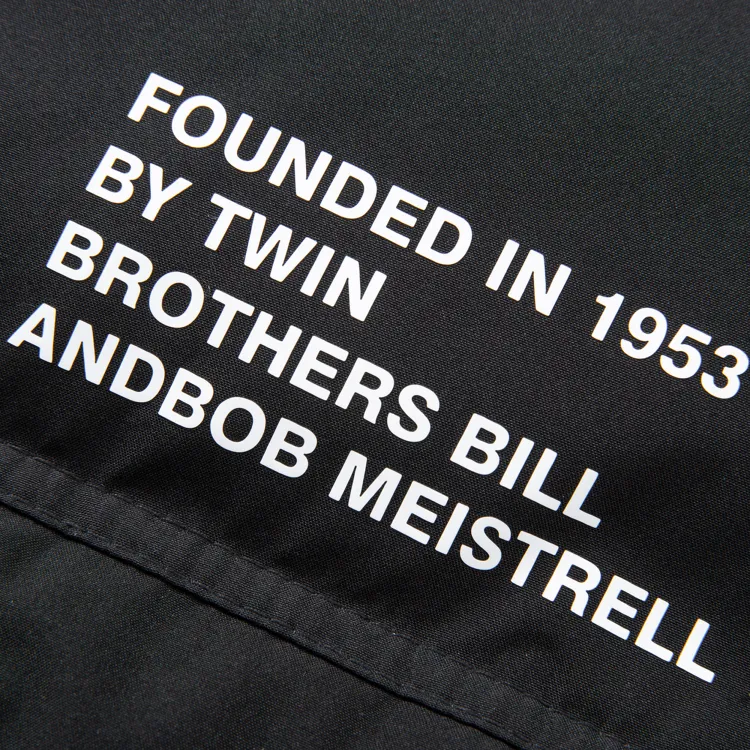 FOUNDED IN 1953
BY TWIN
BROTHERS BILL
ANDBOB MEISTRELL